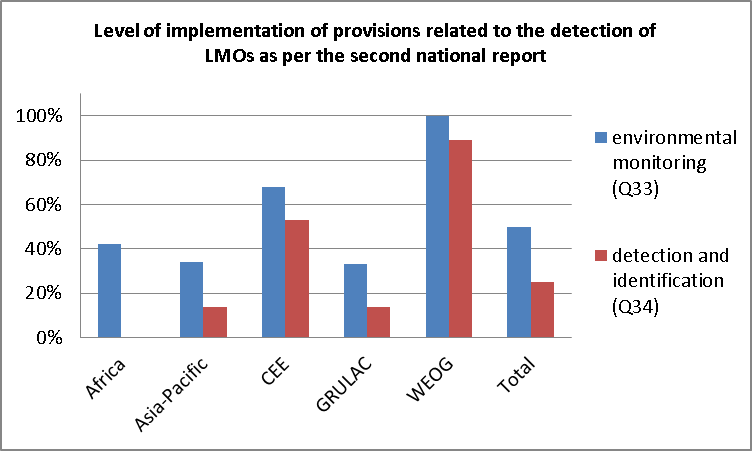 Level of implementation of provisions related to the detection of
LMOs as per the second national report
100%
80%
60%
40%
20%
0%
Africa
Asia-Pacific
CEE
GRULAC
WEOG
Total
environmental
monitoring
(Q33)
detection and
identification
(Q34)